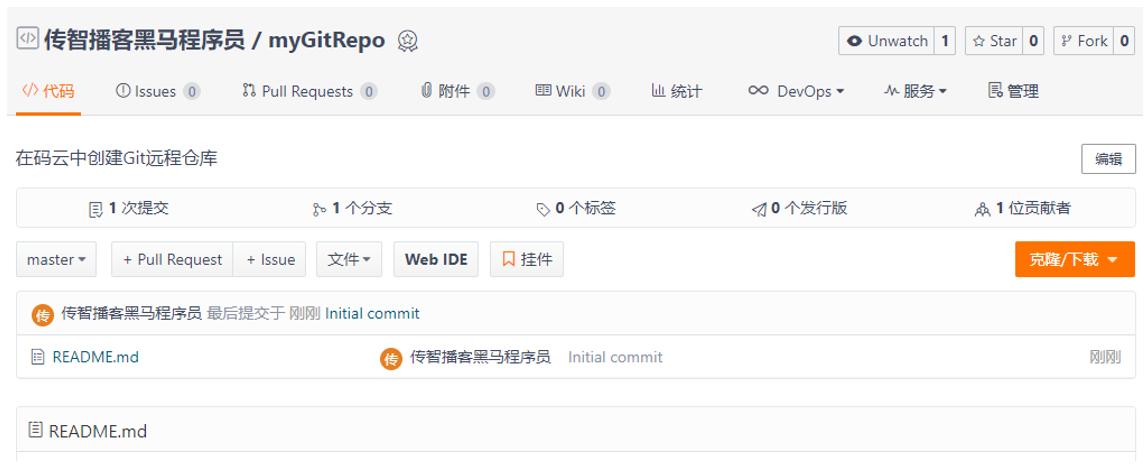 传智播客黑马程序员 / myGitRepo Unwatch 1 Star 0 Fork 0
代码 Issues 0 Pull Requests 0 附件 0 Wiki 0 统计 DevOps 服务 管理
在码云中创建Git远程仓库 编辑
1 次提交 1 个分支 0 个标签 0 个发行版 1 位贡献者
master + Pull Request + Issue 文件 Web IDE 挂件 克隆/下载
传 传智播客黑马程序员 最后提交于 刚刚 Initial commit
README.md 传 传智播客黑马程序员 Initial commit 刚刚
README.md